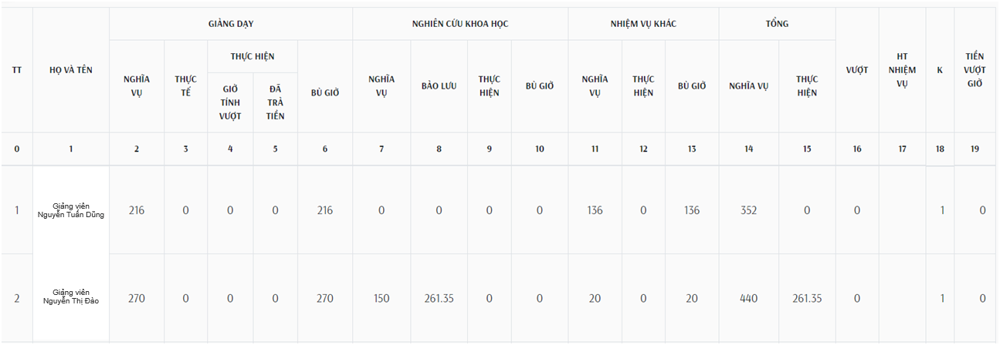 GIẢNG DẠY NGHIÊN CỨU KHOA HỌC NHIỆM VỤ KHÁC TỔNG
TT HỌ VÀ TÊN NGHĨA VỤ THỰC TẾ THỰC HIỆN BÙ GIỜ NGHĨA VỤ BẢO LƯU THỰC HIỆN BÙ GIỜ NGHĨA VỤ THỰC HIỆN BÙ GIỜ NGHĨA VỤ THỰC HIỆN VƯỢT HT NHIỆM VỤ K TIỀN VƯỢT GIỜ
GIỜ TÍNH VƯỢT ĐÃ TRẢ TIỀN
0 1 2 3 4 5 6 7 8 9 10 11 12 13 14 15 16 17 18 19
1 Giảng viên Nguyễn Tuấn Dũng 216 0 0 0 216 0 0 0 0 136 0 136 352 0 0 1 0
2 Giảng viên Nguyễn Thị Đào 270 0 0 0 270 150 261.35 0 0 20 0 20 440 261.35 0 1 0